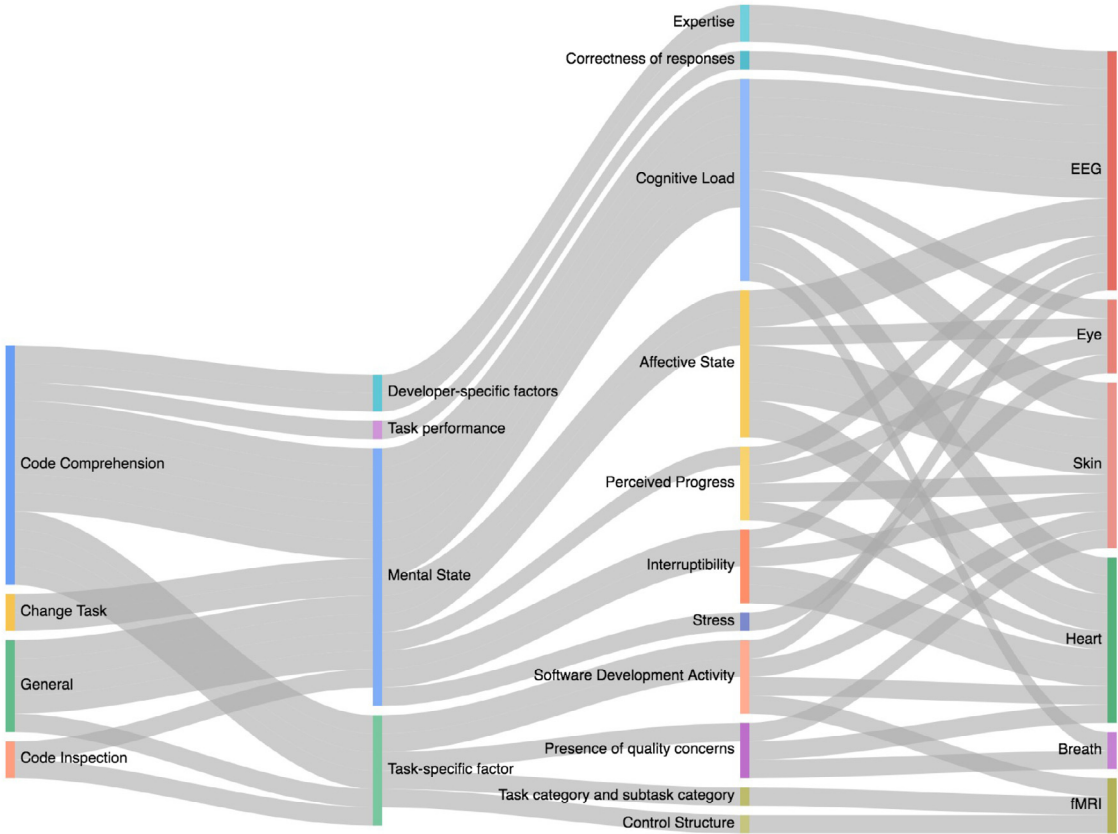 Expertise
Correctness of responses
Cognitive Load
EEG
Eye
Affective State
Developer-specific factors
Task performance
Code Comprehension
Skin
Perceived Progress
Interruptibility
Mental State
Change Task
Stress
Heart
Software Development Activity
General
Presence of quality concerns
Breath
Code Inspection
Task-specific factor
Task category and subtask category
fMRI
Control Structure